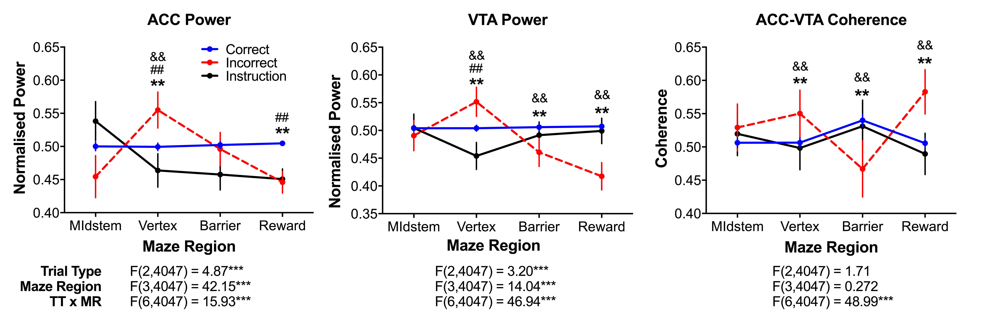 ACC Power
0.65
0.60
0.55
0.50
0.45
0.40
Normalised Power
Correct
Incorrect
Instruction
&&
##
**
##
**
MIdstem Vertex Barrier Reward
Maze Region
VTA Power
0.65
0.60
0.55
0.50
0.45
0.40
0.35
Normalised Power
&&
##
**
&&
**
&&
**
MIdstem Vertex Barrier Reward
Maze Region
ACC-VTA Coherence
0.65
0.60
0.55
0.50
0.45
0.40
Coherence
&&
**
&&
**
&&
**
MIdstem Vertex Barrier Reward
Maze Region
Trial Type F(2,4047) = 4.87*** F(2,4047) = 3.20*** F(2,4047) = 1.71
Maze Region F(3,4047) = 42.15*** F(3,4047) = 14.04*** F(3,4047) = 0.272
TT x MR F(6,4047) = 15.93*** F(6,4047) = 46.94*** F(6,4047) = 48.99***